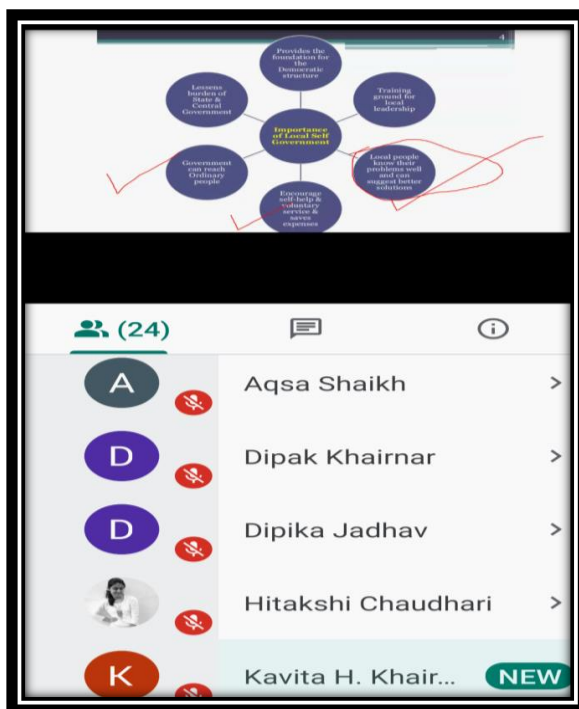 4
Provides the
foundation for
the
Democratic
structure
Lessens
burden of
State &
Central
Government
Training
ground for
local
leadership
Importance
of Local Self
Government
Government
can reach
Ordinary
people
Local people
know their
problems well
and can
suggest better
solutions
Encourage
self-help &
voluntary
service &
saves
expenses
(24)
A
Aqsa Shaikh
D
Dipak Khairnar
D
Dipika Jadhav
Hitakshi Chaudhari
K
Kavita H. Khair...
NEW